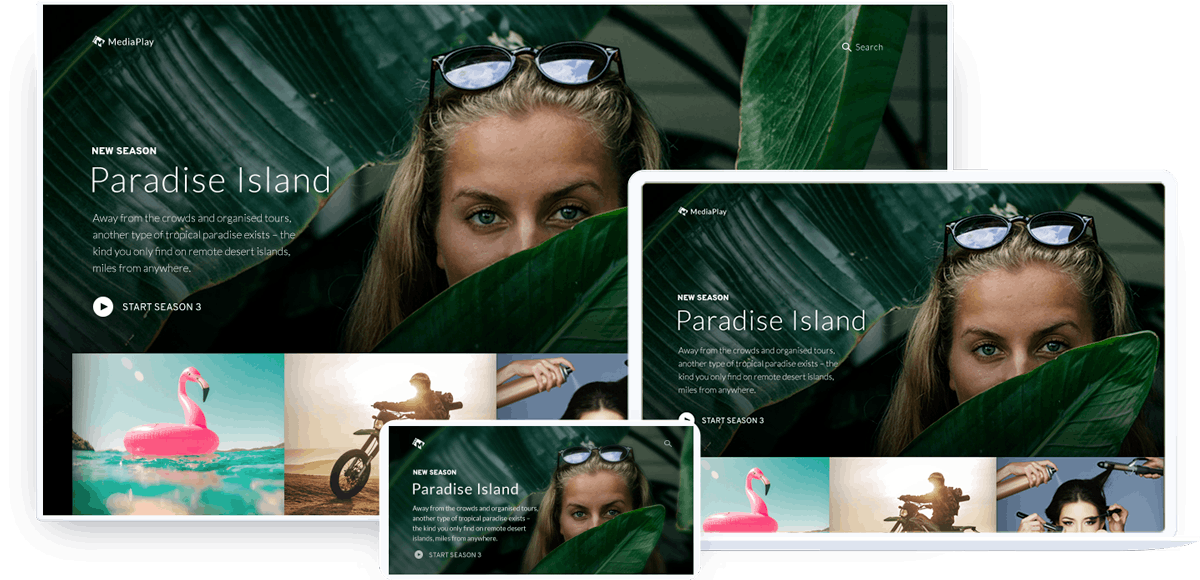 MediaPlay
Search
NEW SEASON
Paradise Island
Away from the crowds and organised tours,
another type of tropical paradise exists – the
kind you only find on remote desert islands,
miles from anywhere.
START SEASON 3
MediaPlay
NEW SEASON
Paradise Island
Away from the crowds and organised tours,
another type of tropical paradise exists – the
kind you only find on remote desert islands,
miles from anywhere.
START SEASON 3
NEW SEASON
Paradise Island
Away from the crowds and organised tours,
another type of tropical paradise exists –
the kind you only find on remote desert
islands, miles from anywhere.
START SEASON 3